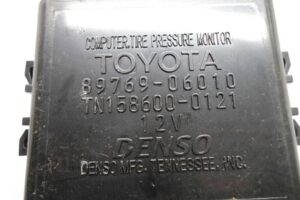 COMPUTER,TIRE PRESSURE MONITOR
TOYOTA
89769-06010
TN158600-0121
12V
DENSO
DENSO MFG. TENNESSEE, INC.